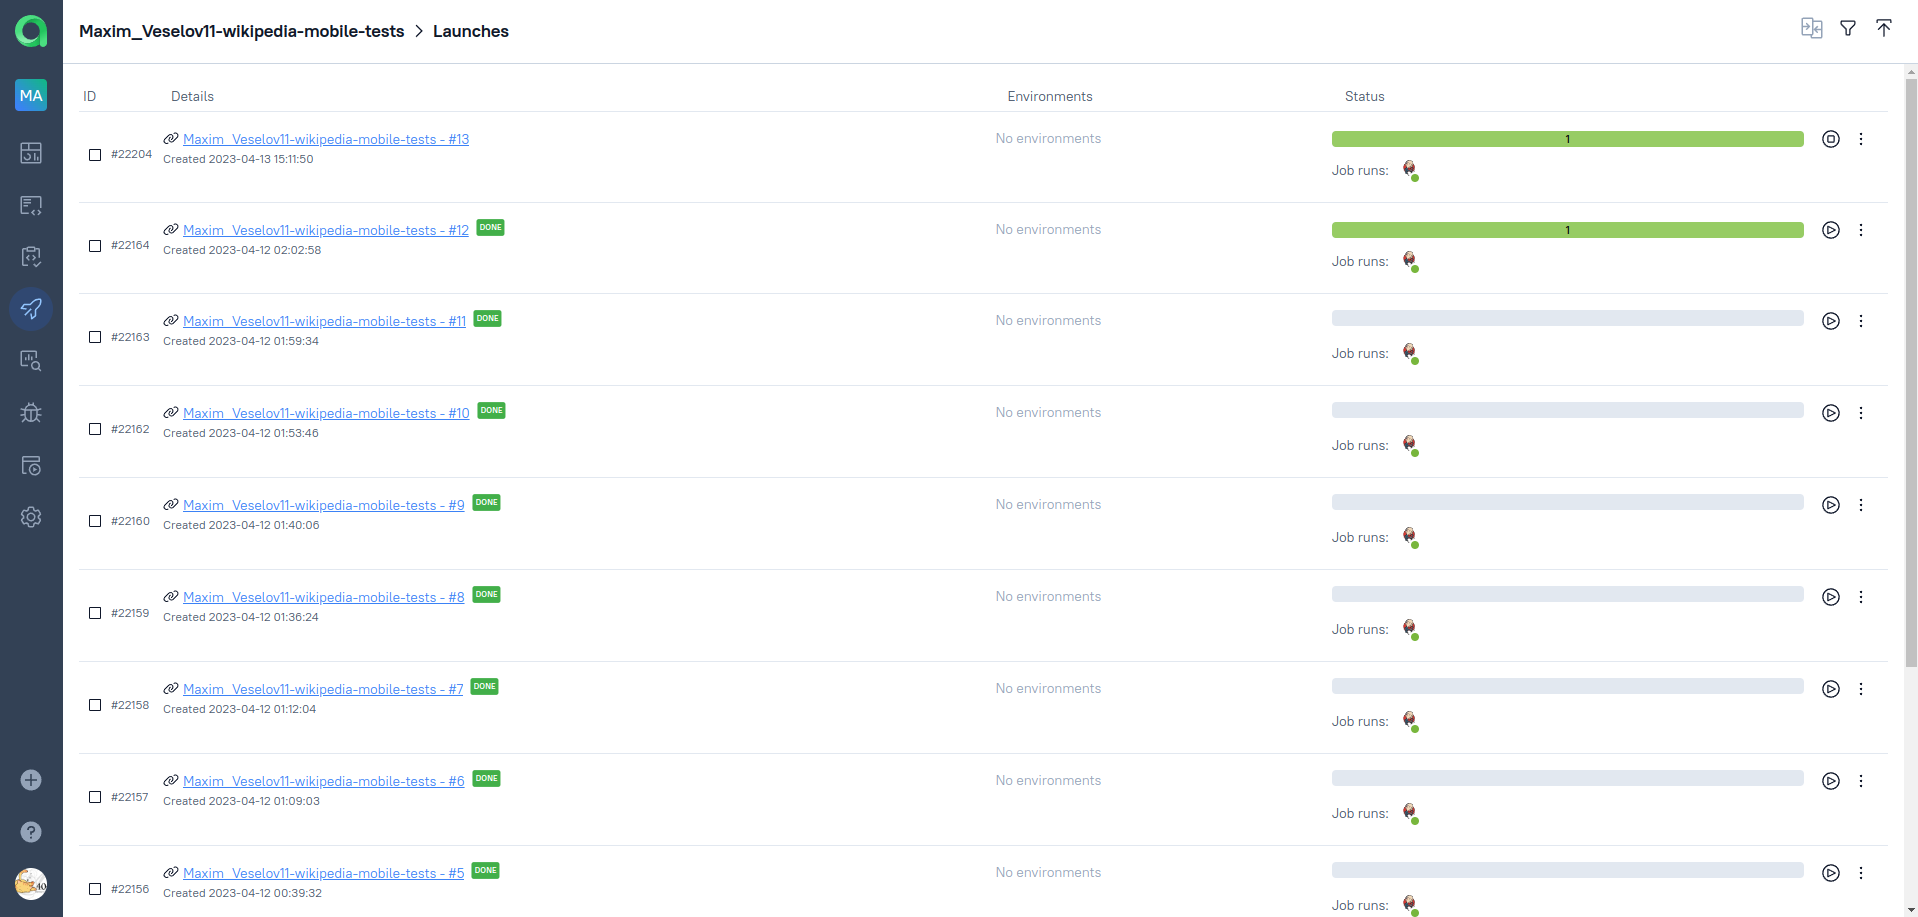 Maxim_Veselov11-wikipedia-mobile-tests > Launches
MA
ID Details Environments Status
Maxim_Veselov11-wikipedia-mobile-tests - #13 No environments 1
#22204 Created 2023-04-13 15:11:50
Job runs:
Maxim_Veselov11-wikipedia-mobile-tests - #12 DONE No environments 1
#22164 Created 2023-04-12 02:02:58
Job runs:
Maxim_Veselov11-wikipedia-mobile-tests - #11 DONE No environments
#22163 Created 2023-04-12 01:59:34
Job runs:
Maxim_Veselov11-wikipedia-mobile-tests - #10 DONE No environments
#22162 Created 2023-04-12 01:53:46
Job runs:
Maxim_Veselov11-wikipedia-mobile-tests - #9 DONE No environments
#22160 Created 2023-04-12 01:40:06
Job runs:
Maxim_Veselov11-wikipedia-mobile-tests - #8 DONE No environments
#22159 Created 2023-04-12 01:36:24
Job runs:
Maxim_Veselov11-wikipedia-mobile-tests - #7 DONE No environments
#22158 Created 2023-04-12 01:12:04
Job runs:
Maxim_Veselov11-wikipedia-mobile-tests - #6 DONE No environments
#22157 Created 2023-04-12 01:09:03
Job runs:
Maxim_Veselov11-wikipedia-mobile-tests - #5 DONE No environments
#22156 Created 2023-04-12 00:39:32
Job runs: